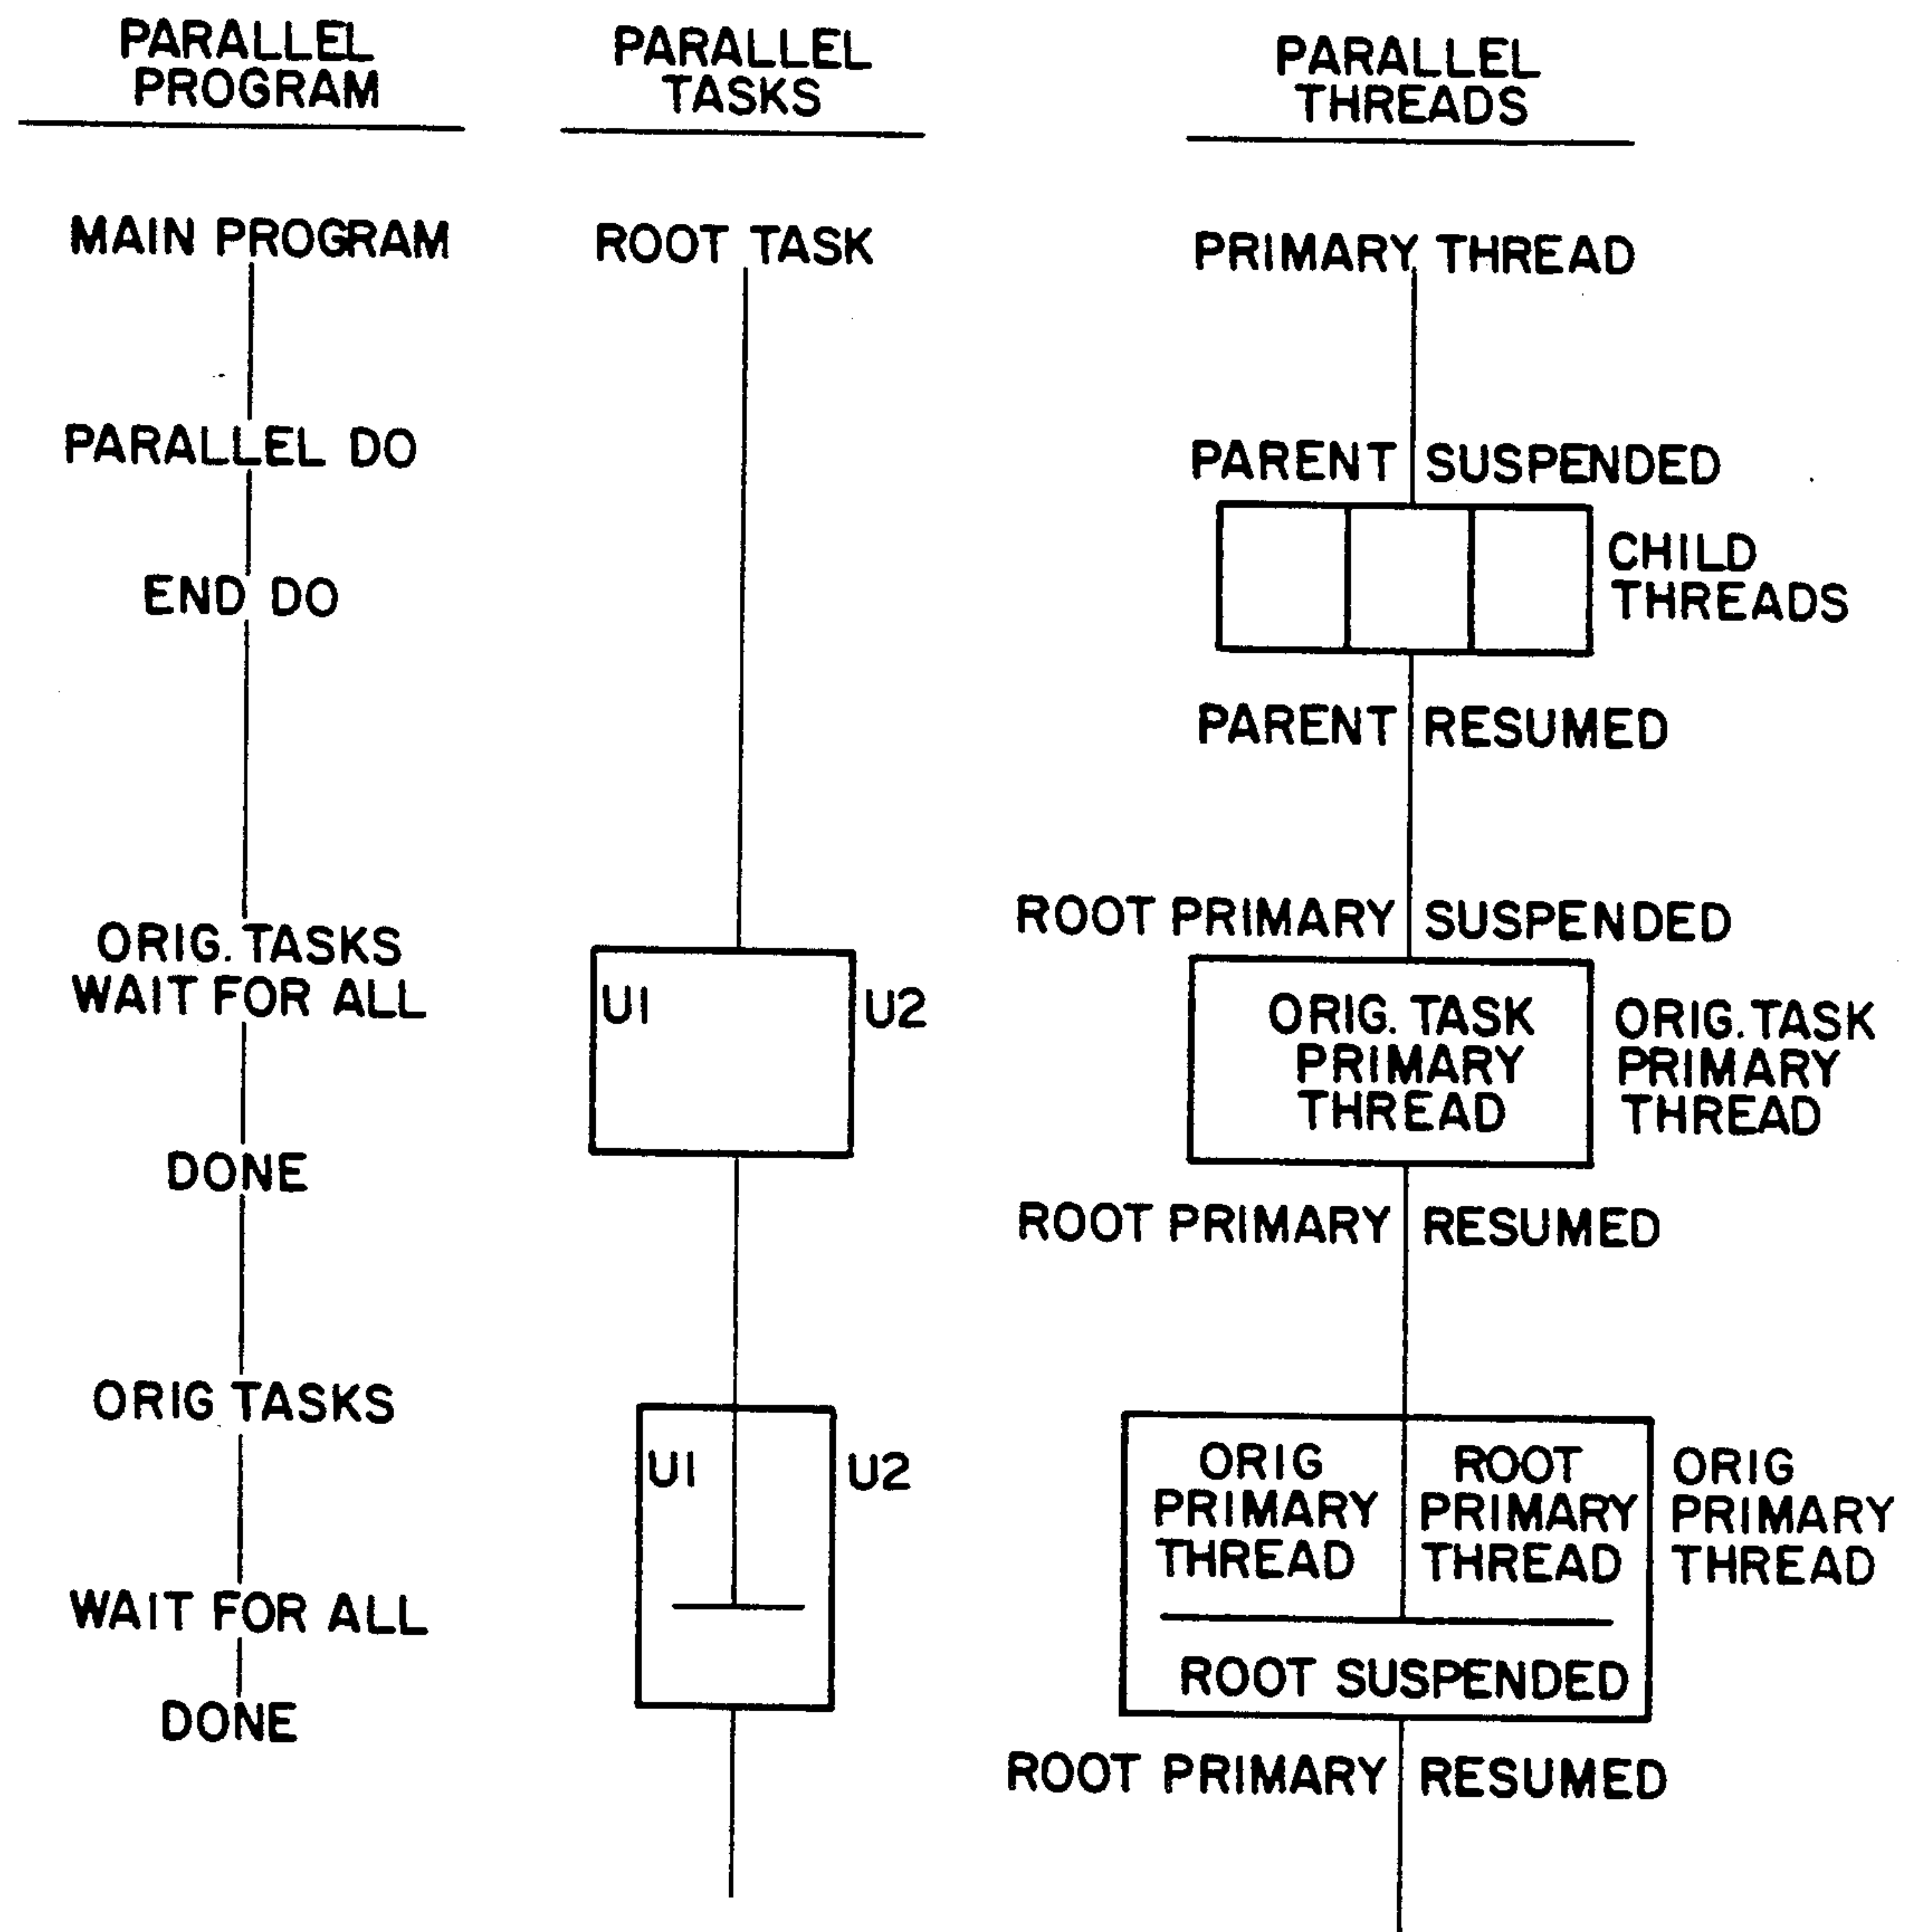 PARALLEL
PROGRAM
MAIN PROGRAM
PARALLEL DO
END DO
ORIG. TASKS
WAIT FOR ALL
DONE
ORIG TASKS
WAIT FOR ALL
DONE
PARALLEL
TASKS
ROOT TASK
U1
U2
U1
U2
PARALLEL
THREADS
PRIMARY THREAD
PARENT SUSPENDED
CHILD
THREADS
PARENT RESUMED
ROOT PRIMARY SUSPENDED
ORIG. TASK
PRIMARY
THREAD
ORIG. TASK
PRIMARY
THREAD
ROOT PRIMARY RESUMED
ORIG
PRIMARY
THREAD
ROOT
PRIMARY
THREAD
ORIG
PRIMARY
THREAD
ROOT SUSPENDED
ROOT PRIMARY RESUMED